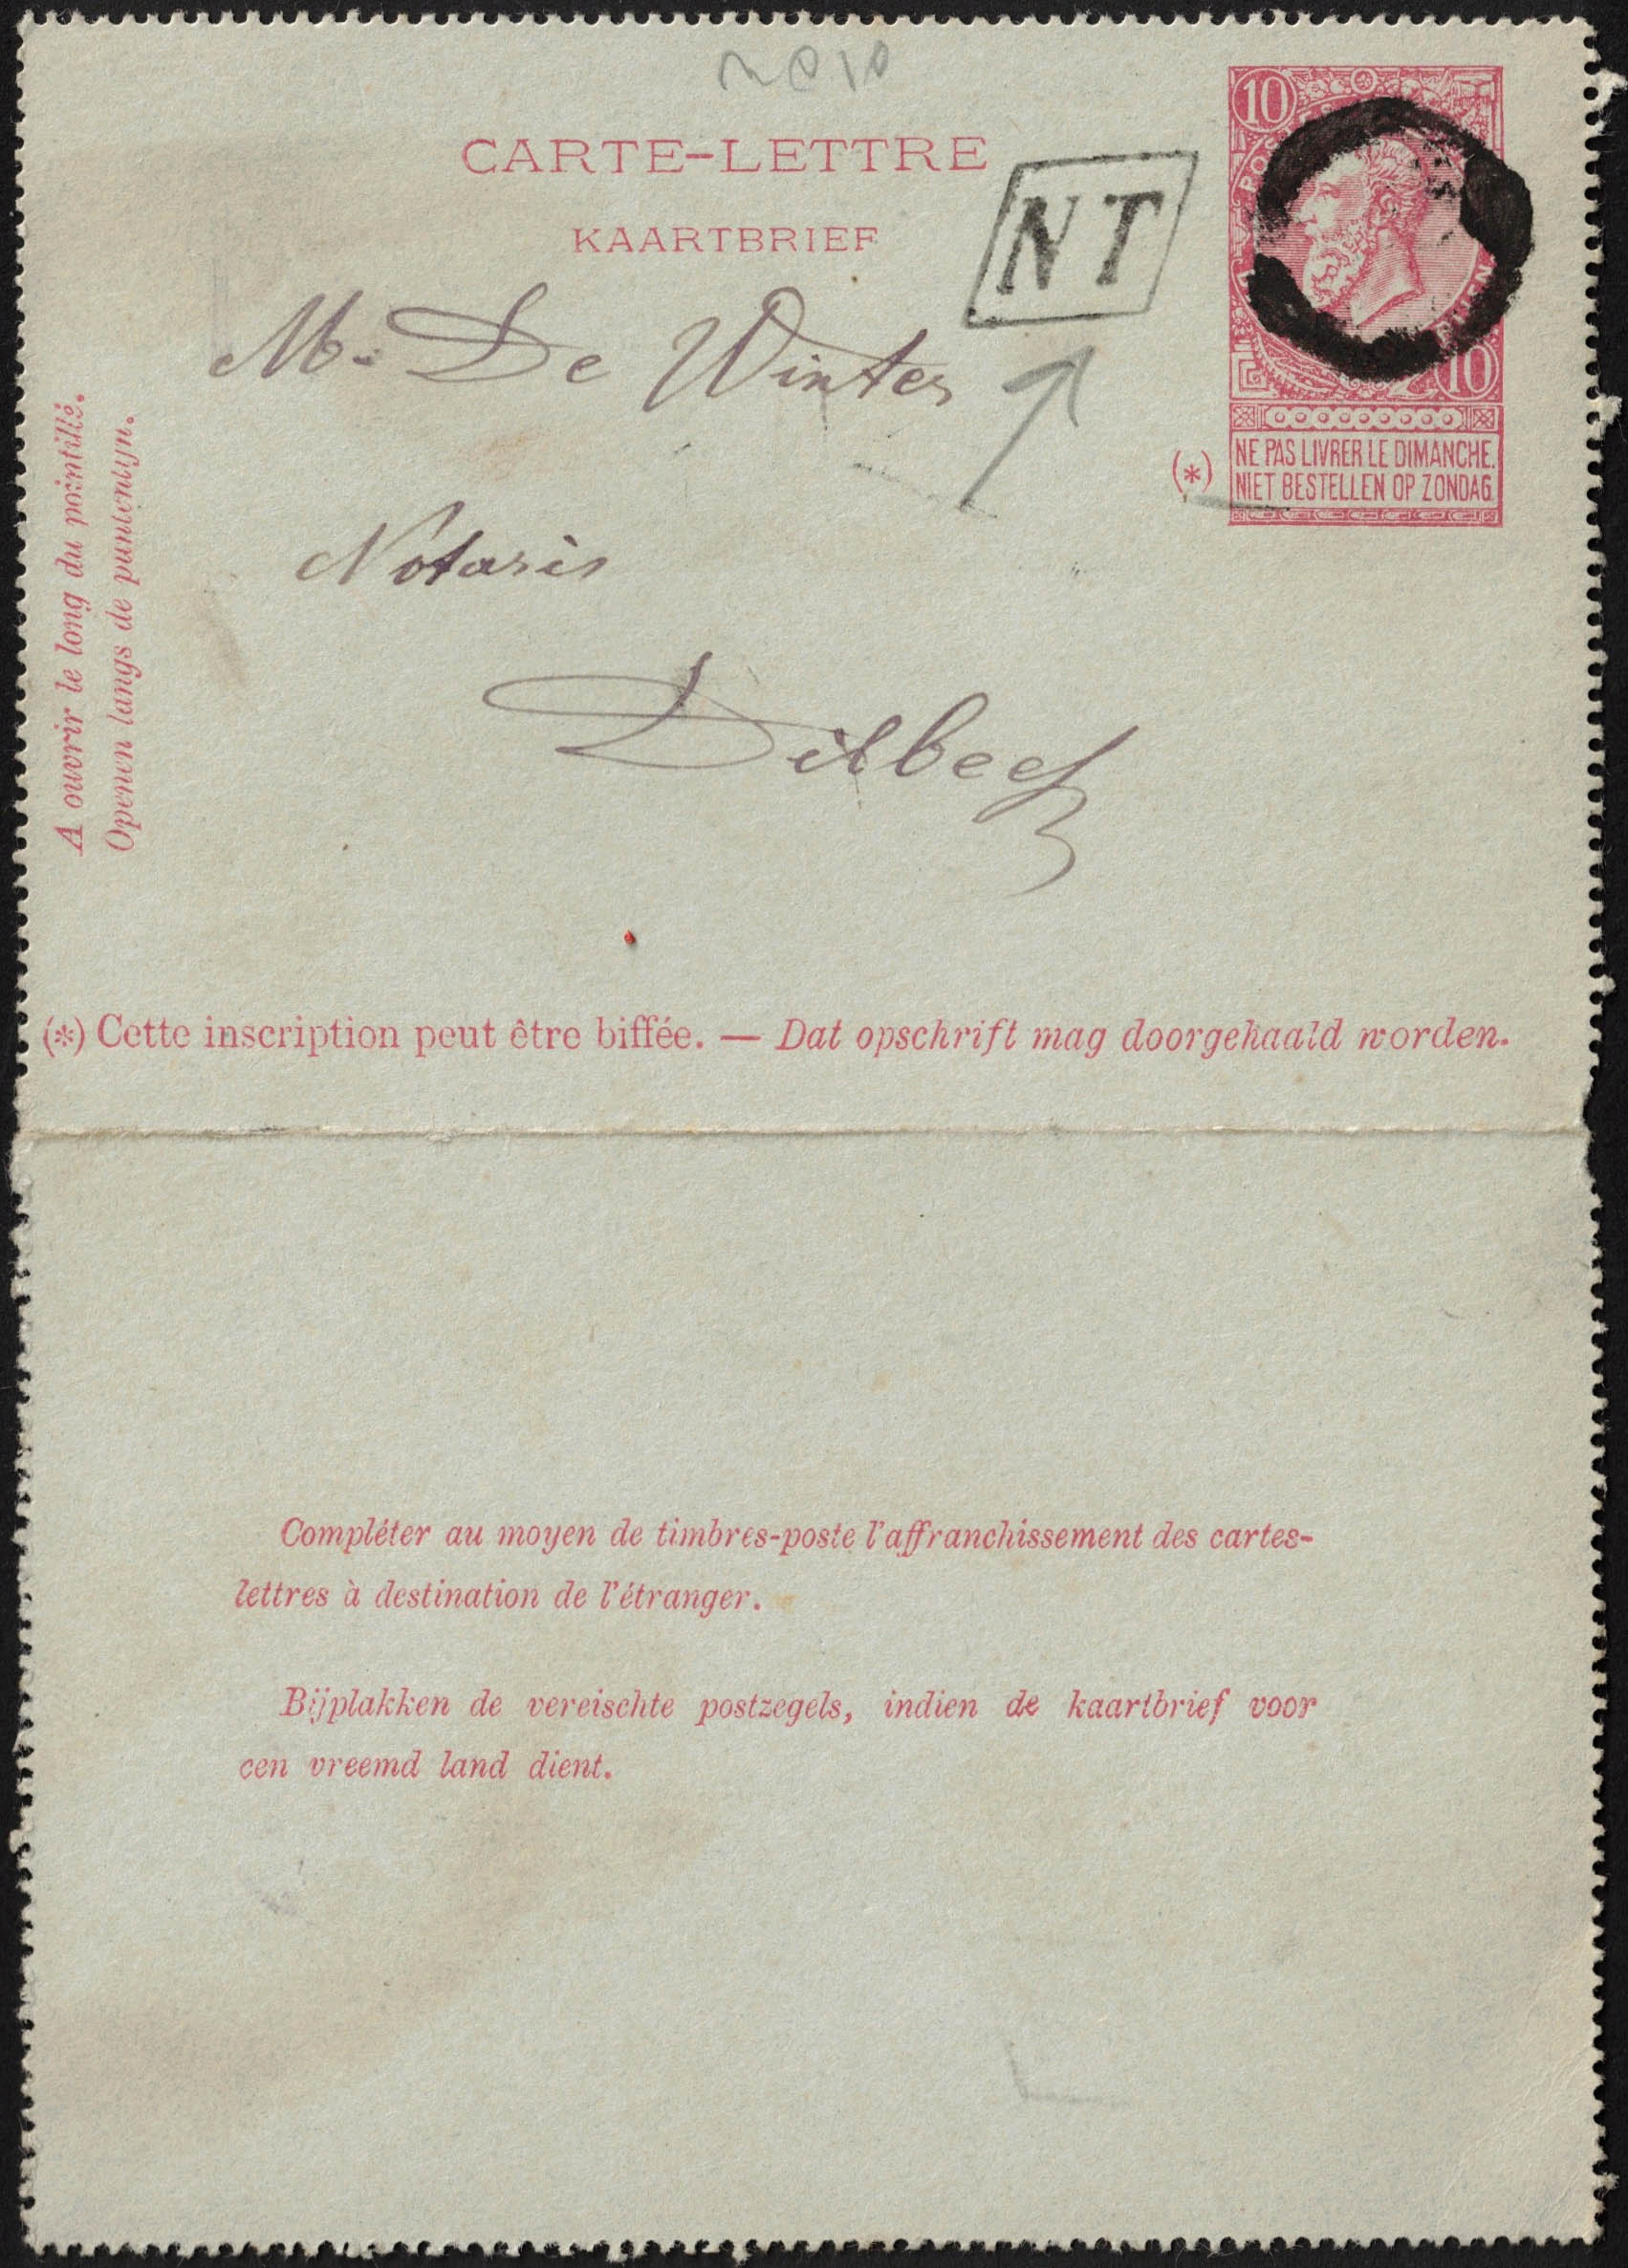 CARTE-LETTRE
KAARTBRIEF
NT
10
10
NE PAS LIVRER LE DIMANCHE.
NIET BESTELLEN OP ZONDAG
(*)
M. De Winter
Notaris
Dilbeek
A ouvrir le long du pointillé.
Openen langs de puntenlijn.
(*) Cette inscription peut être biffée. — Dat opschrift mag doorgehaald worden.
Compléter au moyen de timbres-poste l'affranchissement des cartes-
lettres à destination de l'étranger.
Bijplakken de vereischte postzegels, indien de kaartbrief voor
een vreemd land dient.